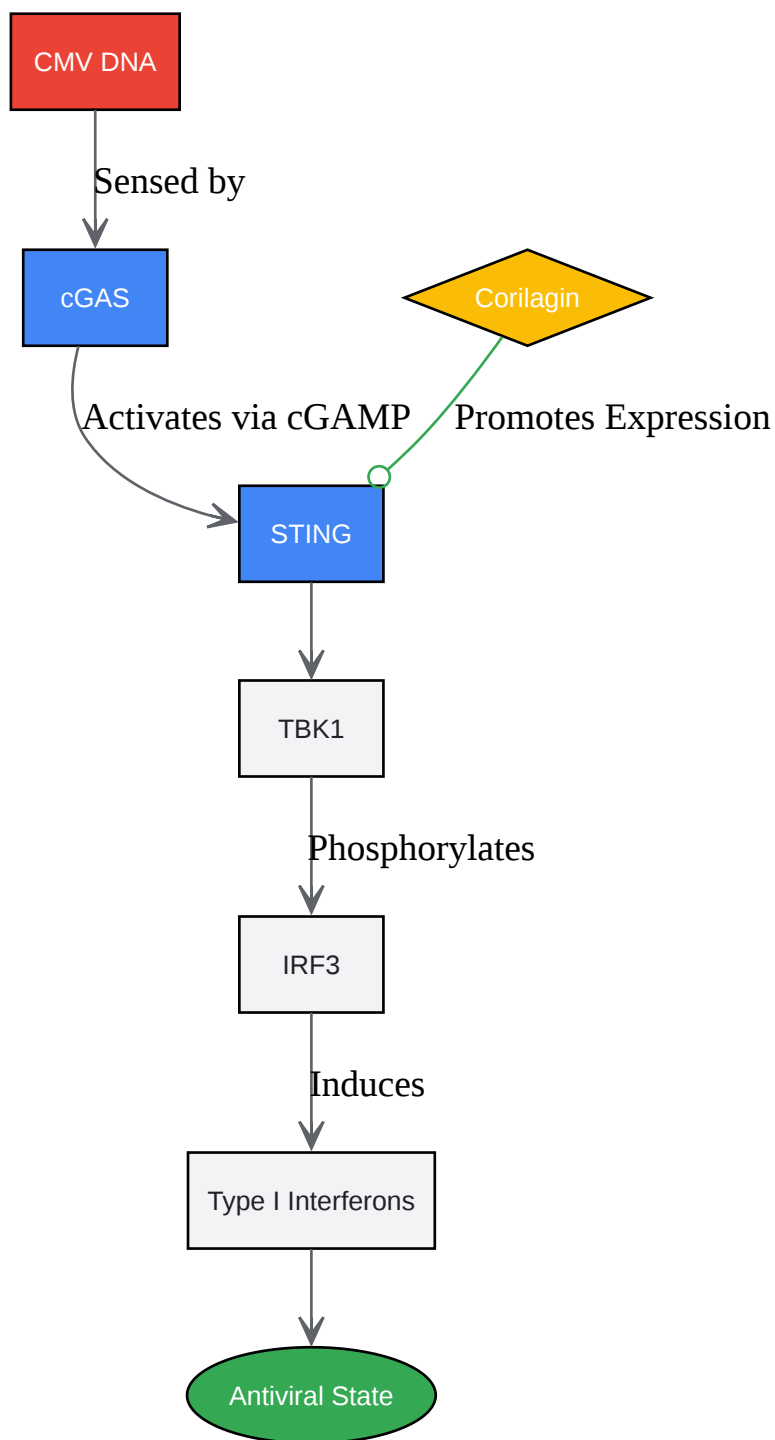 CMV DNA
Sensed by
cGAS
Corilagin
Activates via cGAMP
Promotes Expression
STING
TBK1
Phosphorylates
IRF3
Induces
Type I Interferons
Antiviral State